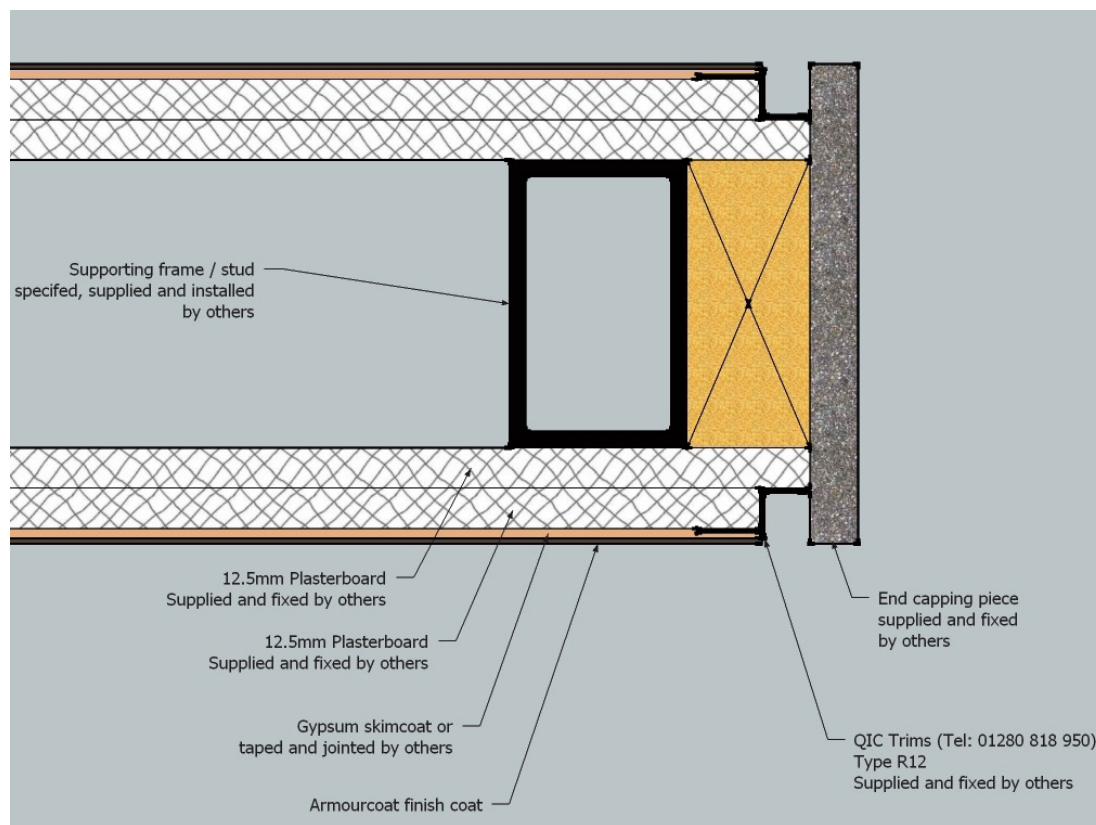 Supporting frame / stud
specifed, supplied and installed
by others
12.5mm Plasterboard
Supplied and fixed by others
12.5mm Plasterboard
Supplied and fixed by others
Gypsum skimcoat or
taped and jointed by others
Armourcoat finish coat
End capping piece
supplied and fixed
by others
QIC Trims (Tel: 01280 818 950)
Type R12
Supplied and fixed by others